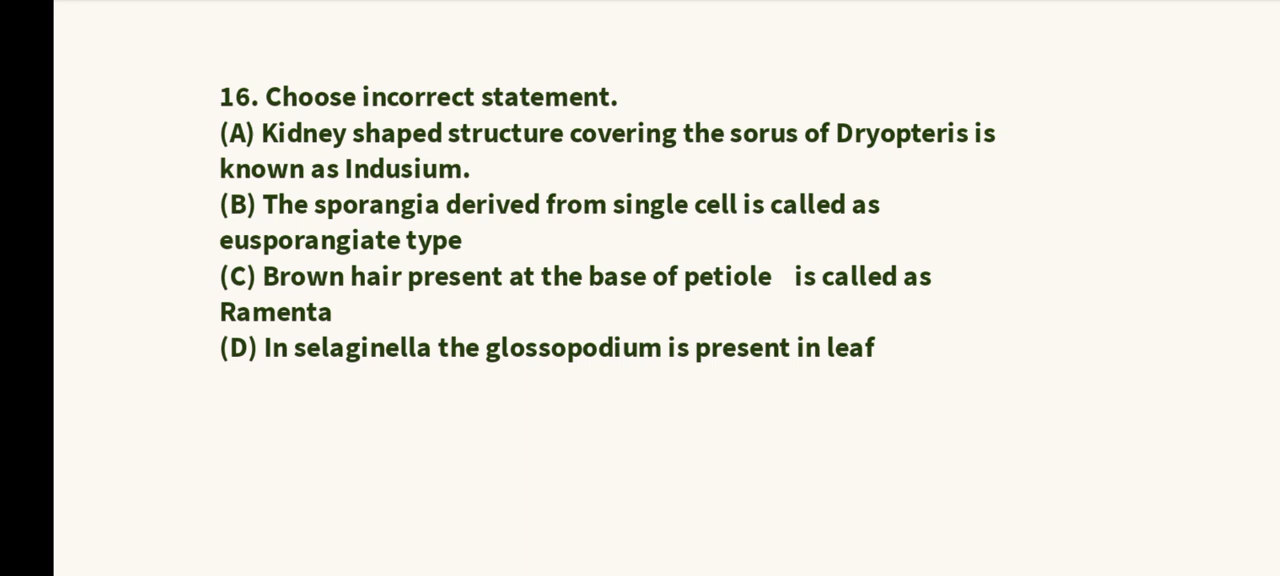 16. Choose incorrect statement.
(A) Kidney shaped structure covering the sorus of Dryopteris is
known as Indusium.
(B) The sporangia derived from single cell is called as
eusporangiate type
(C) Brown hair present at the base of petiole is called as
Ramenta
(D) In selaginella the glossopodium is present in leaf